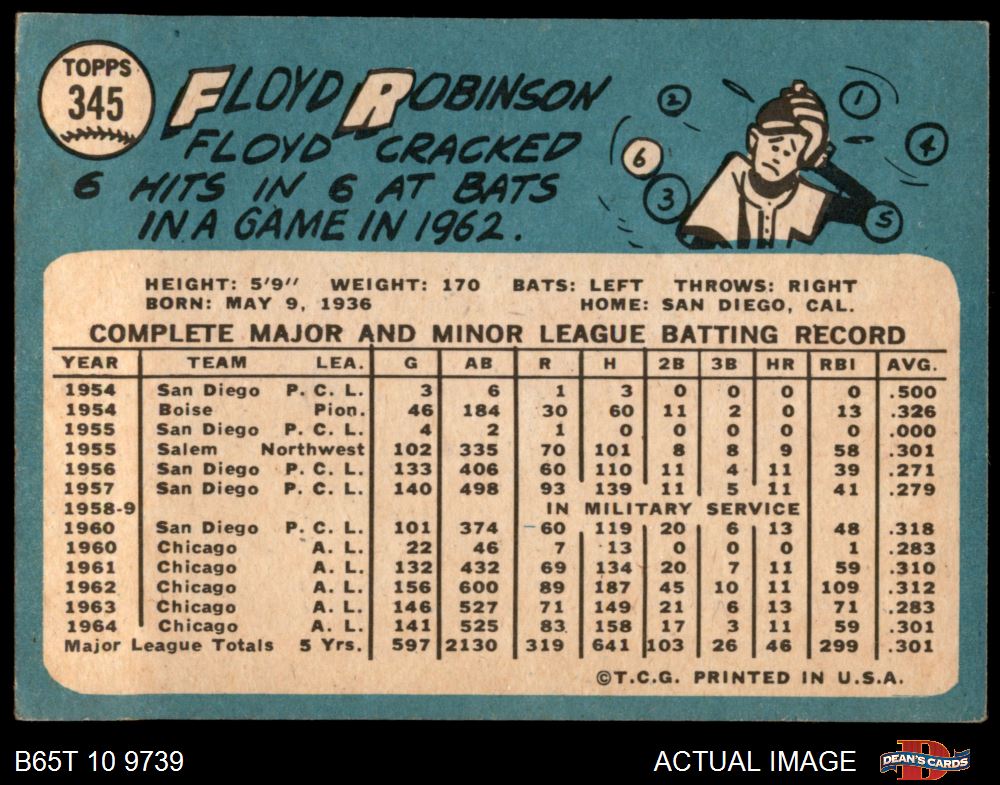 TOPPS
345
FLOYD ROBINSON
FLOYD CRACKED
6 HITS IN 6 AT BATS
IN A GAME IN 1962.
2
1
4
6
3
5
HEIGHT: 5'9" WEIGHT: 170 BATS: LEFT THROWS: RIGHT
BORN: MAY 9, 1936 HOME: SAN DIEGO, CAL.
COMPLETE MAJOR AND MINOR LEAGUE BATTING RECORD
YEAR TEAM LEA. G AB R H 2B 3B HR RBI AVG.
1954 San Diego P. C. L. 3 6 1 3 0 0 0 0 .500
1954 Boise Pion. 46 184 30 60 11 2 0 13 .326
1955 San Diego P. C. L. 4 2 1 0 0 0 0 0 .000
1955 Salem Northwest 102 335 70 101 8 8 9 58 .301
1956 San Diego P. C. L. 133 406 60 110 11 4 11 39 .271
1957 San Diego P. C. L. 140 498 93 139 11 5 11 41 .279
1958-9 IN MILITARY SERVICE
1960 San Diego P. C. L. 101 374 60 119 20 6 13 48 .318
1960 Chicago A. L. 22 46 7 13 0 0 0 1 .283
1961 Chicago A. L. 132 432 69 134 20 7 11 59 .310
1962 Chicago A. L. 156 600 89 187 45 10 11 109 .312
1963 Chicago A. L. 146 527 71 149 21 6 13 71 .283
1964 Chicago A. L. 141 525 83 158 17 3 11 59 .301
Major League Totals 5 Yrs. 597 2130 319 641 103 26 46 299 .301
©T.C.G. PRINTED IN U.S.A.
B65T 10 9739 ACTUAL IMAGE D DEAN'S CARDS